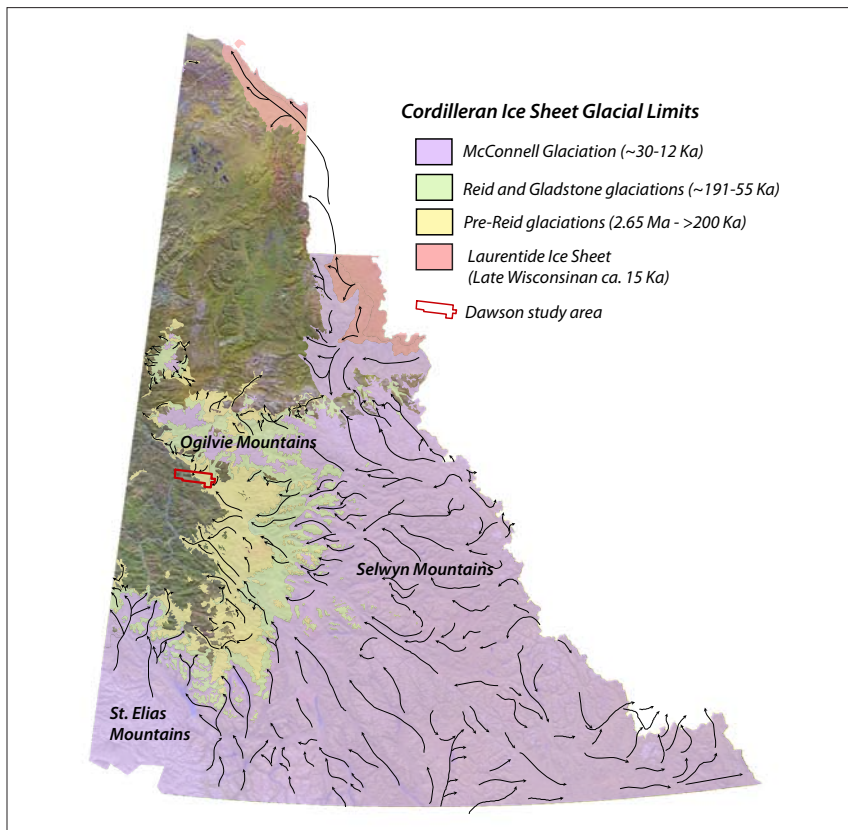 Cordilleran Ice Sheet Glacial Limits
McConnell Glaciation (~30-12 Ka)
Reid and Gladstone glaciations (~191-55 Ka)
Pre-Reid glaciations (2.65 Ma - >200 Ka)
Laurentide Ice Sheet
(Late Wisconsinan ca. 15 Ka)
Dawson study area
Ogilvie Mountains
Selwyn Mountains
St. Elias
Mountains